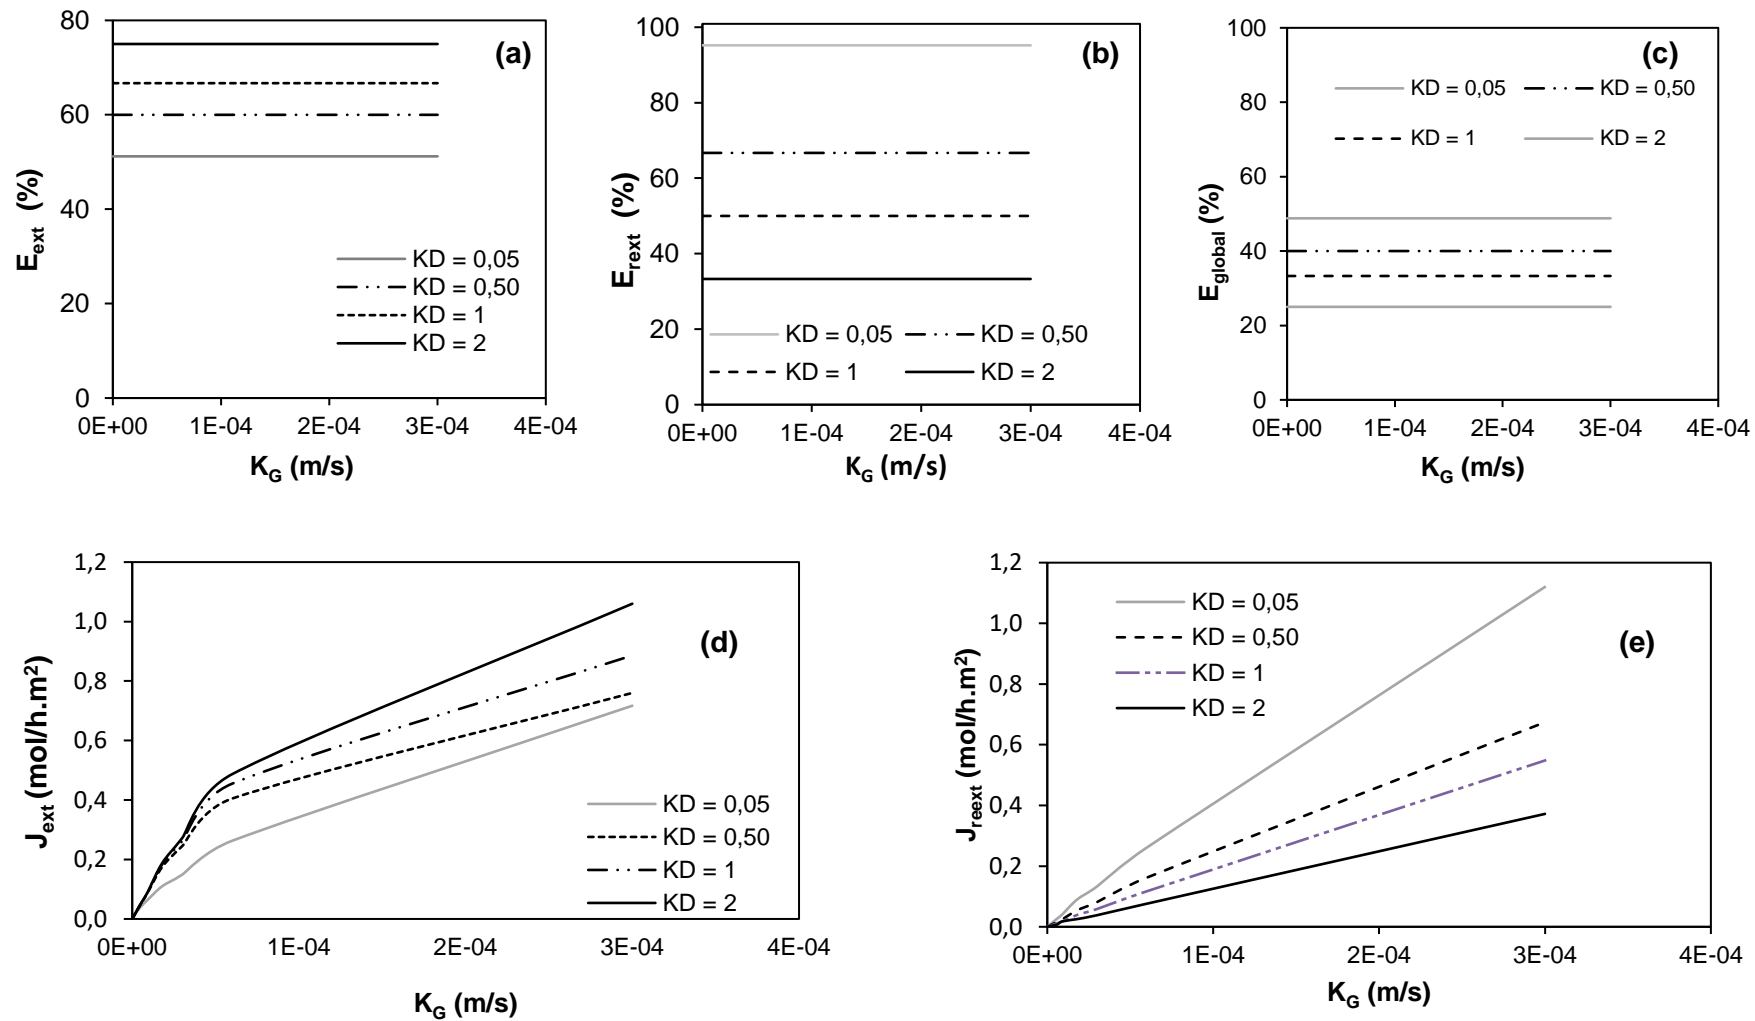 (a)
80
60
40
20
0
E_ext (%)
KD = 0,05
KD = 0,50
KD = 1
KD = 2
0E+00 1E-04 2E-04 3E-04 4E-04
K_G (m/s)
(b)
100
80
60
40
20
0
E_rext (%)
KD = 0,05 KD = 0,50
KD = 1 KD = 2
0E+00 1E-04 2E-04 3E-04 4E-04
K_G (m/s)
(c)
100
80
60
40
20
0
E_global (%)
KD = 0,05 KD = 0,50
KD = 1 KD = 2
0E+00 1E-04 2E-04 3E-04 4E-04
K_G (m/s)
(d)
1,2
1,0
0,8
0,6
0,4
0,2
0,0
J_ext (mol/h.m²)
KD = 0,05
KD = 0,50
KD = 1
KD = 2
0E+00 1E-04 2E-04 3E-04 4E-04
K_G (m/s)
(e)
1,2
1,0
0,8
0,6
0,4
0,2
0,0
J_reext (mol/h.m²)
KD = 0,05
KD = 0,50
KD = 1
KD = 2
0E+00 1E-04 2E-04 3E-04 4E-04
K_G (m/s)